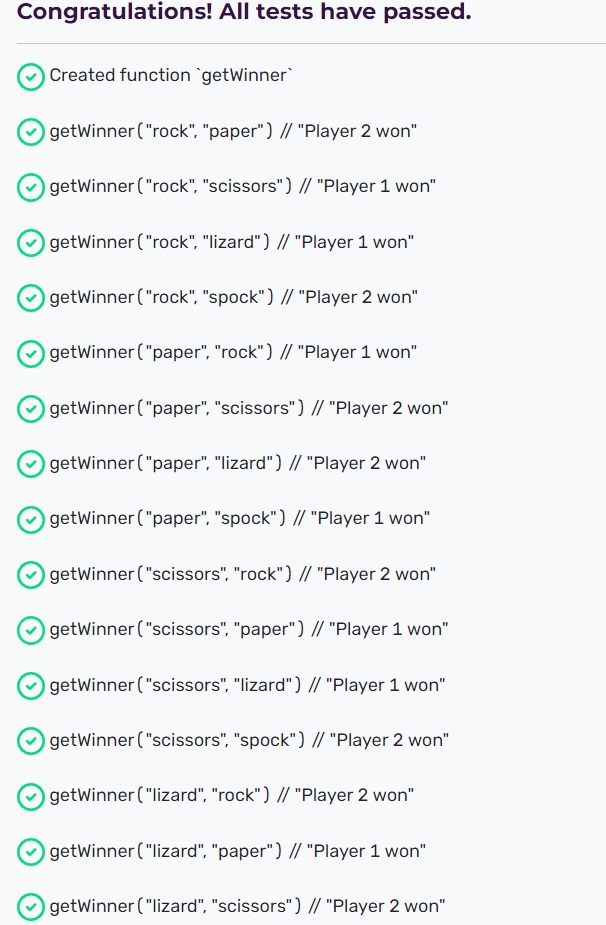 Congratulations! All tests have passed.
Created function `getWinner`
getWinner("rock", "paper") // "Player 2 won"
getWinner("rock", "scissors") // "Player 1 won"
getWinner("rock", "lizard") // "Player 1 won"
getWinner("rock", "spock") // "Player 2 won"
getWinner("paper", "rock") // "Player 1 won"
getWinner("paper", "scissors") // "Player 2 won"
getWinner("paper", "lizard") // "Player 2 won"
getWinner("paper", "spock") // "Player 1 won"
getWinner("scissors", "rock") // "Player 2 won"
getWinner("scissors", "paper") // "Player 1 won"
getWinner("scissors", "lizard") // "Player 1 won"
getWinner("scissors", "spock") // "Player 2 won"
getWinner("lizard", "rock") // "Player 2 won"
getWinner("lizard", "paper") // "Player 1 won"
getWinner("lizard", "scissors") // "Player 2 won"